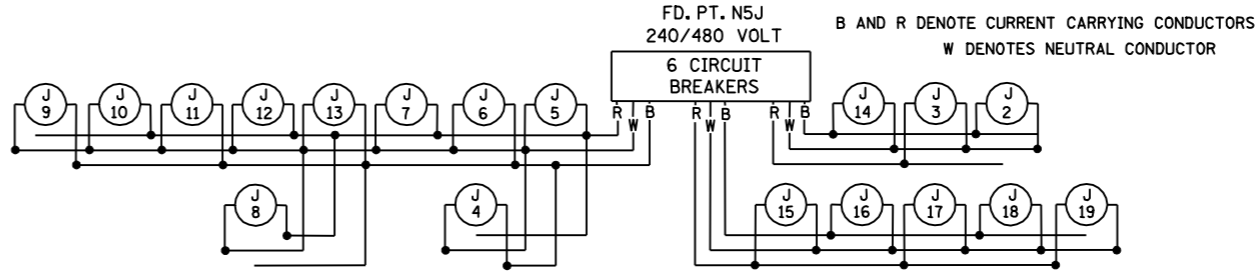 FD. PT. N5J
240/480 VOLT
B AND R DENOTE CURRENT CARRYING CONDUCTORS
W DENOTES NEUTRAL CONDUCTOR
6 CIRCUIT
BREAKERS
J 9
J 10
J 11
J 12
J 13
J 7
J 6
J 5
R W B
R W B
R W B
J 14
J 3
J 2
J 8
J 4
J 15
J 16
J 17
J 18
J 19